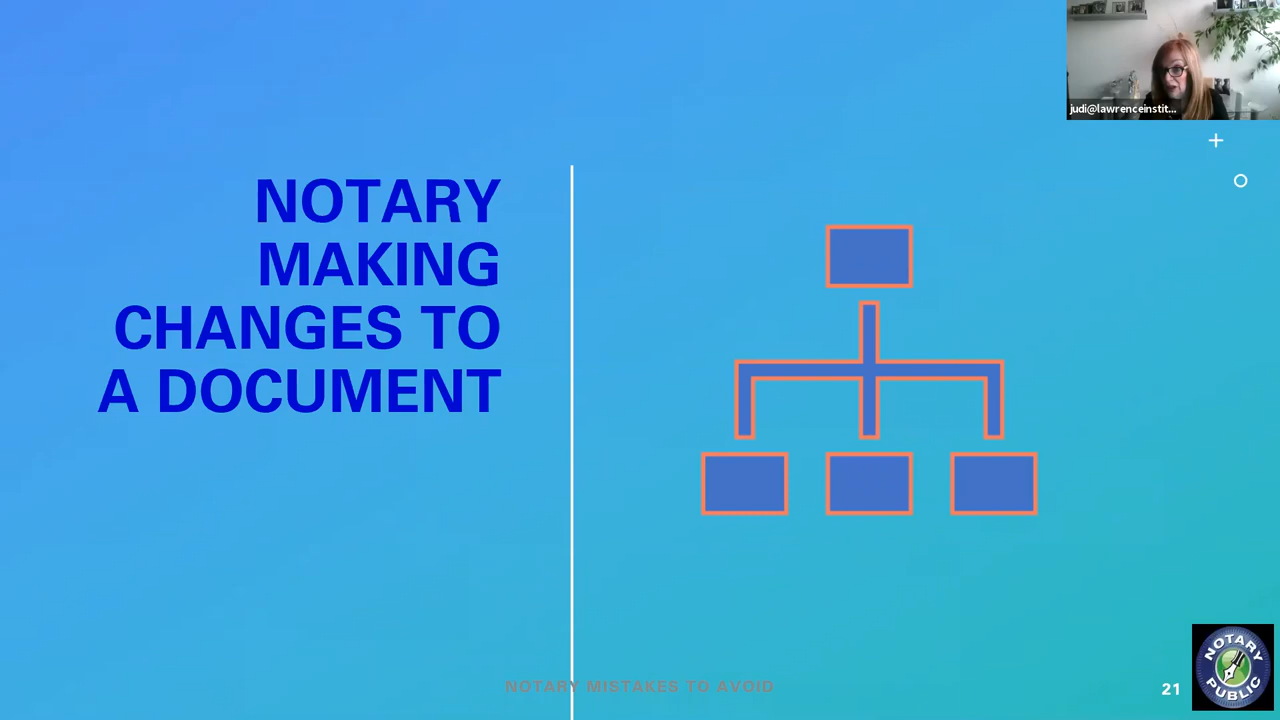 judi@lawrenceinstit...
NOTARY
MAKING
CHANGES TO
A DOCUMENT
NOTARY MISTAKES TO AVOID
21
NOTARY
PUBLIC